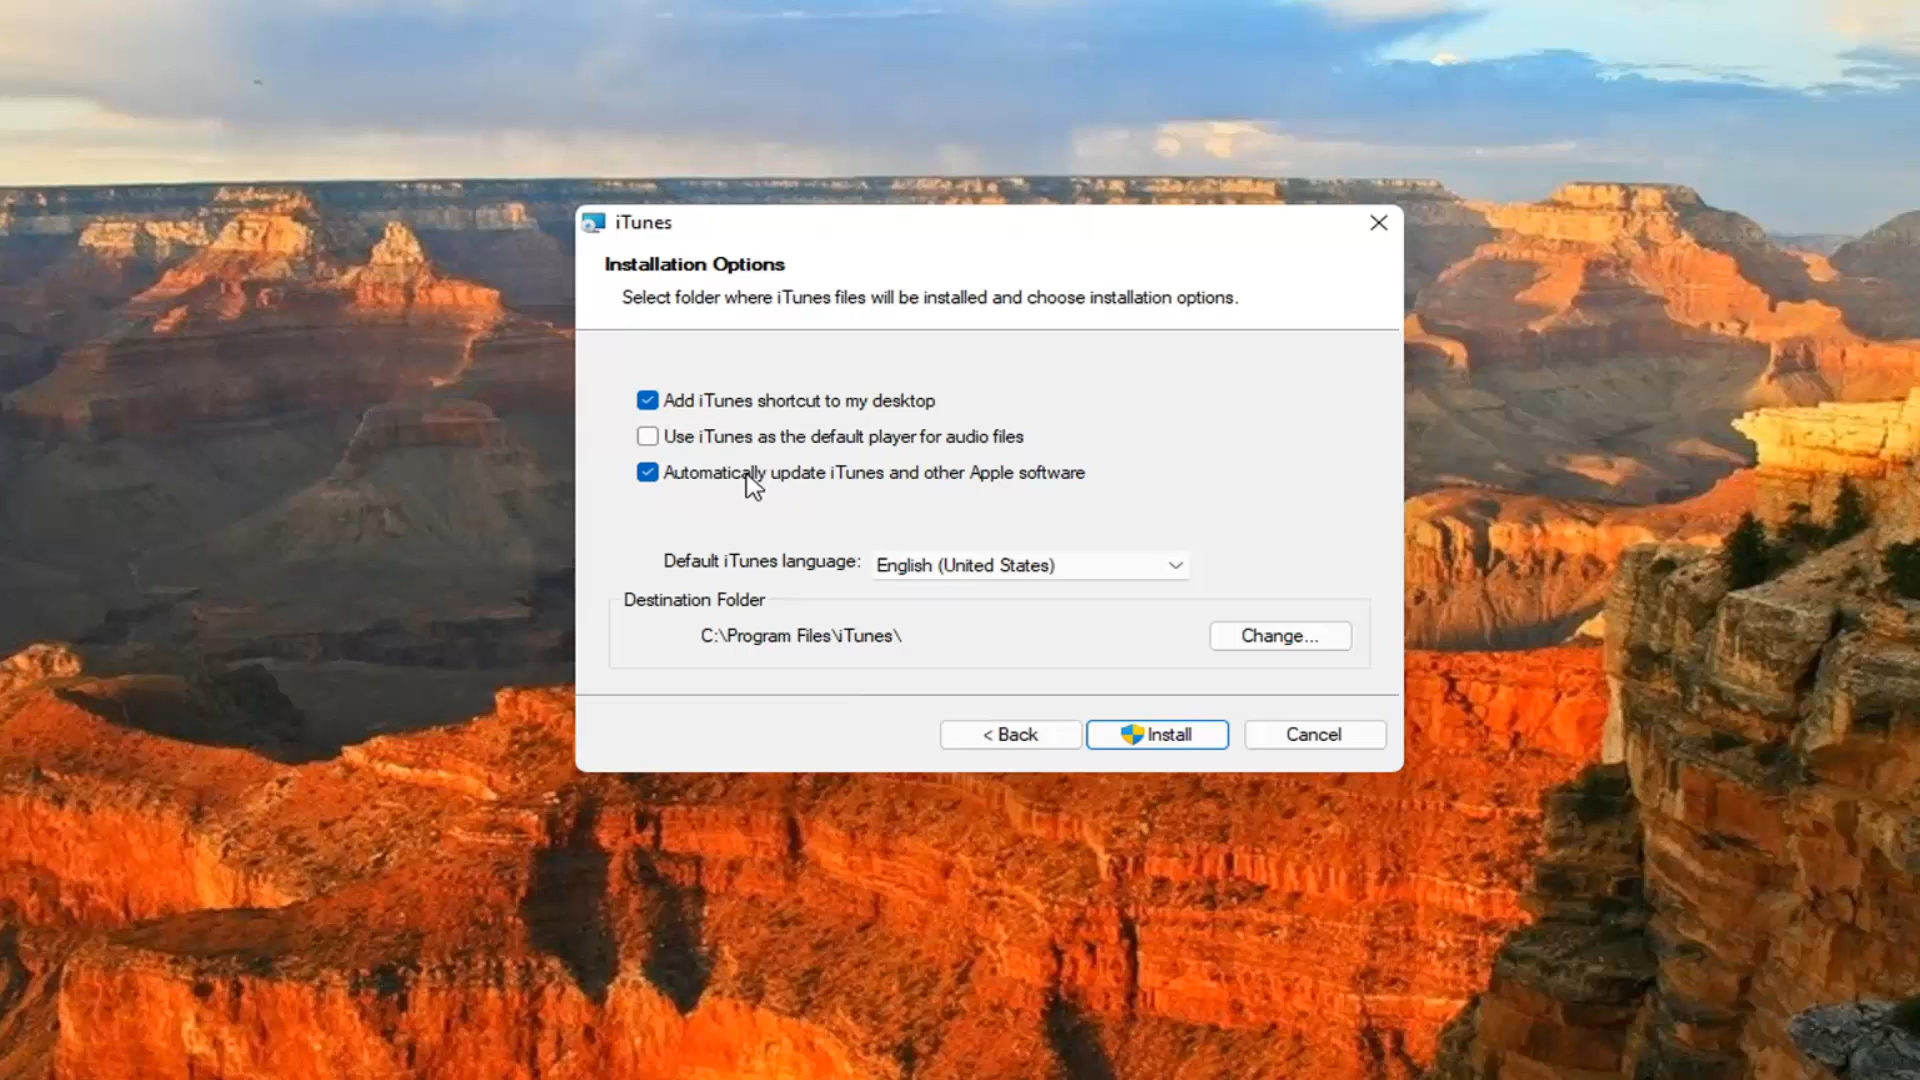 iTunes
Installation Options
Select folder where iTunes files will be installed and choose installation options.
Add iTunes shortcut to my desktop
Use iTunes as the default player for audio files
Automatically update iTunes and other Apple software
Default iTunes language: English (United States)
Destination Folder
C:\Program Files\iTunes\ Change...
< Back Install Cancel